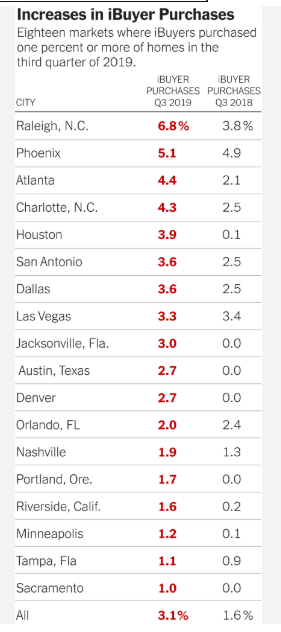 Increases in iBuyer Purchases
Eighteen markets where iBuyers purchased
one percent or more of homes in the
third quarter of 2019.
iBUYER iBUYER
PURCHASES PURCHASES
CITY Q3 2019 Q3 2018
Raleigh, N.C. 6.8% 3.8%
Phoenix 5.1 4.9
Atlanta 4.4 2.1
Charlotte, N.C. 4.3 2.5
Houston 3.9 0.1
San Antonio 3.6 2.5
Dallas 3.6 2.5
Las Vegas 3.3 3.4
Jacksonville, Fla. 3.0 0.0
Austin, Texas 2.7 0.0
Denver 2.7 0.0
Orlando, FL 2.0 2.4
Nashville 1.9 1.3
Portland, Ore. 1.7 0.0
Riverside, Calif. 1.6 0.2
Minneapolis 1.2 0.1
Tampa, Fla 1.1 0.9
Sacramento 1.0 0.0
All 3.1% 1.6%